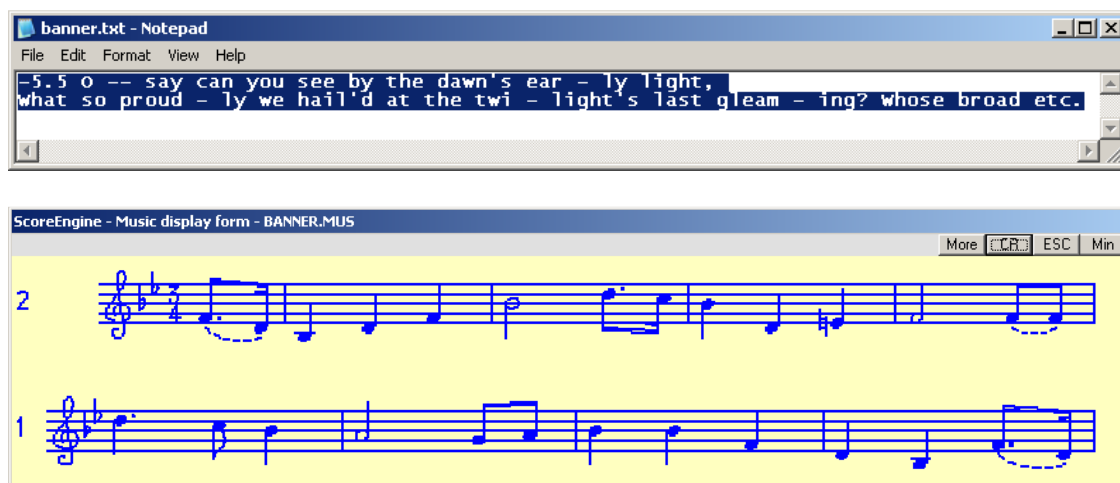 banner.txt - Notepad
File Edit Format View Help
-5.5 O -- say can you see by the dawn's ear - ly light,
what so proud - ly we hail'd at the twi - light's last gleam - ing? Whose broad etc.
ScoreEngine - Music display form - BANNER.MUS
More CR ESC Min
2
3
4
1